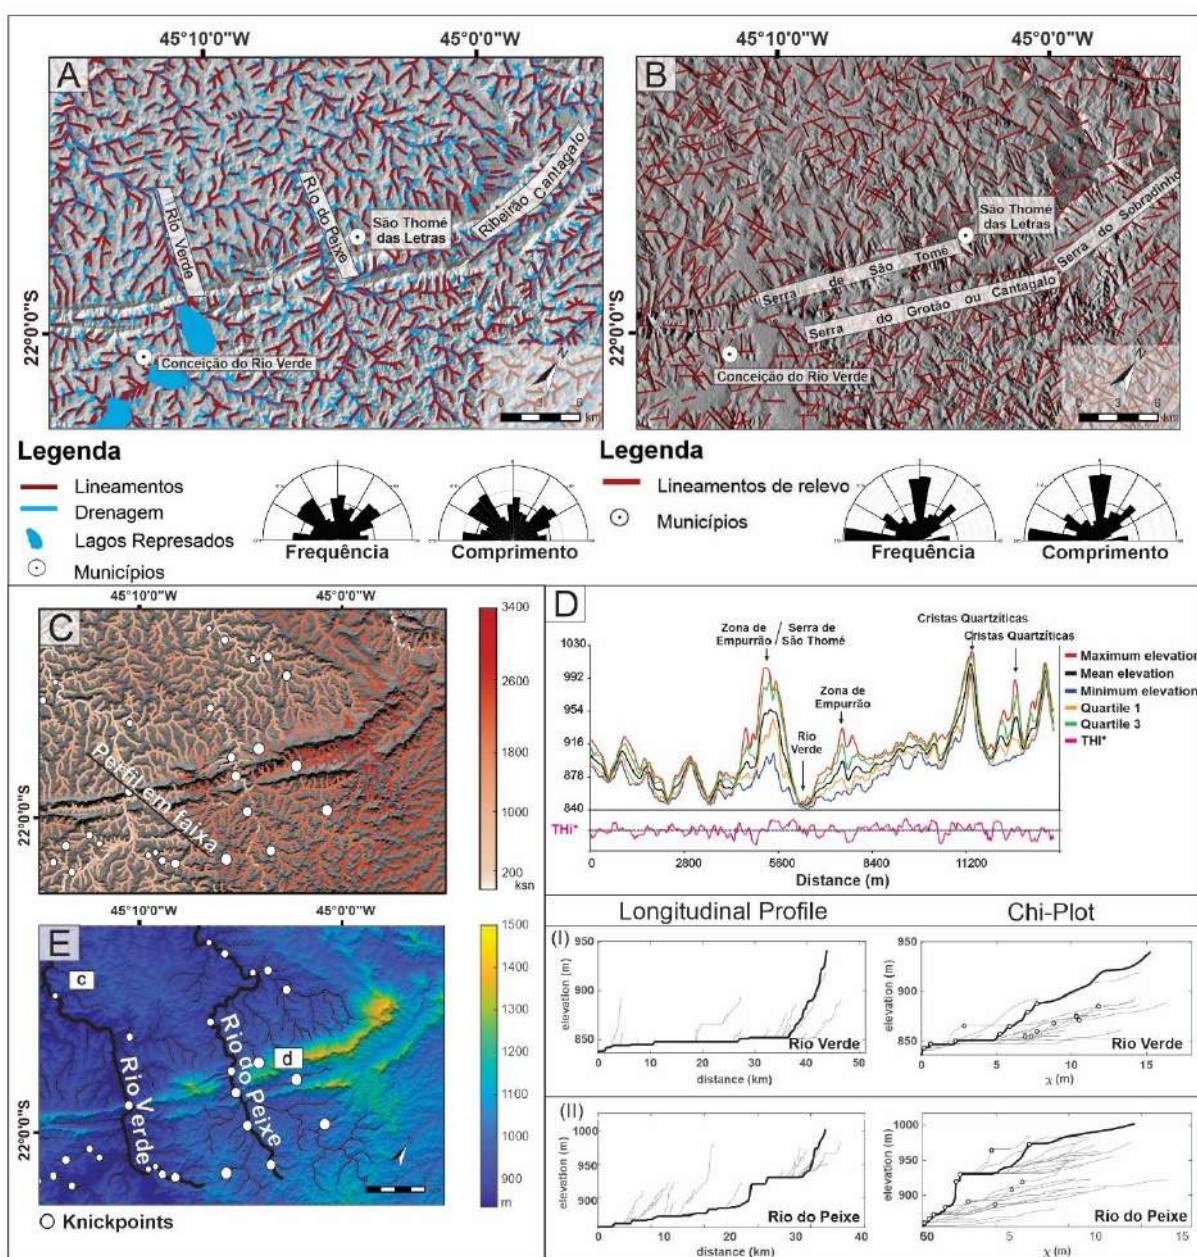 45°10'0"W
45°0'0"W
45°10'0"W
45°0'0"W
A
B
Rio Verde
Rio do Peixe
São Thomé
das Letras
Ribeirão Cantagalo
Conceição do Rio Verde
22°0'0"S
N
0 3 6
km
São Thomé
das Letras
Serra de São Tomé
Serra do Grotão ou Cantagalo
Serra do Sobradinho
Conceição do Rio Verde
22°0'0"S
N
0 3 6
km
Legenda
Lineamentos
Drenagem
Lagos Represados
Municípios
Frequência
Comprimento
Legenda
Lineamentos de relevo
Municípios
Frequência
Comprimento
45°10'0"W
45°0'0"W
C
Perfil em faixa
22°0'0"S
3400
2600
1800
1000
200
ksn
D
1030
992
954
916
878
840
THi*
Zona de
Empurrão
Serra de
São Thomé
Zona de
Empurrão
Rio
Verde
Cristas Quartzíticas
Cristas Quartzíticas
Maximum elevation
Mean elevation
Minimum elevation
Quartile 1
Quartile 3
THI*
0 2800 5600 8400 11200
Distance (m)
45°10'0"W
45°0'0"W
E
c
d
Rio Verde
Rio do Peixe
22°0'0"S
1500
1400
1300
1200
1100
1000
900
m
Knickpoints
Longitudinal Profile
Chi-Plot
(I)
950
900
850
elevation (m)
0 10 20 30 40 50
distance (km)
Rio Verde
950
900
850
elevation (m)
0 5 10 15
χ (m)
Rio Verde
(II)
1000
950
900
elevation (m)
0 10 20 30 40
distance (km)
Rio do Peixe
1000
950
900
elevation (m)
5 10 15
χ (m)
Rio do Peixe